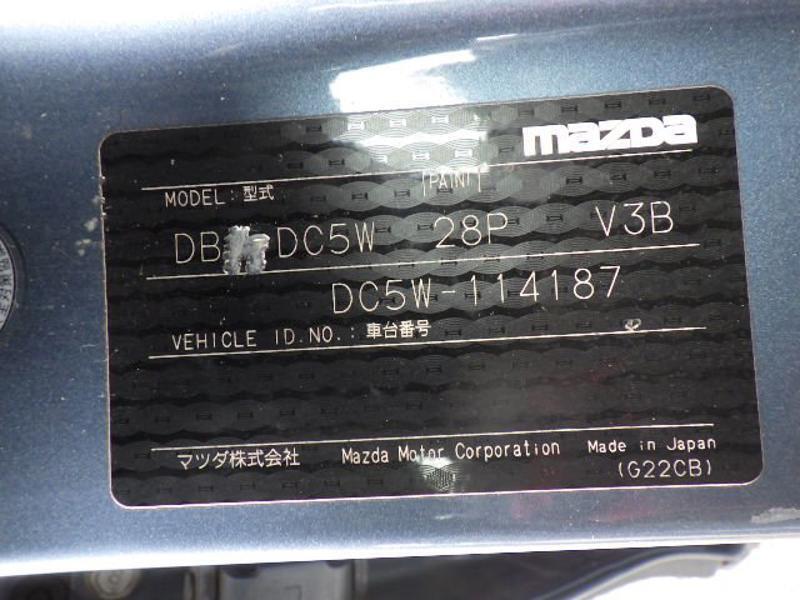 mazda
MODEL: 型式 [PAINT]
DB DC5W 28P V3B
DC5W-114187
VEHICLE ID.NO.: 車台番号
マツダ株式会社 Mazda Motor Corporation Made in Japan
(G22CB)